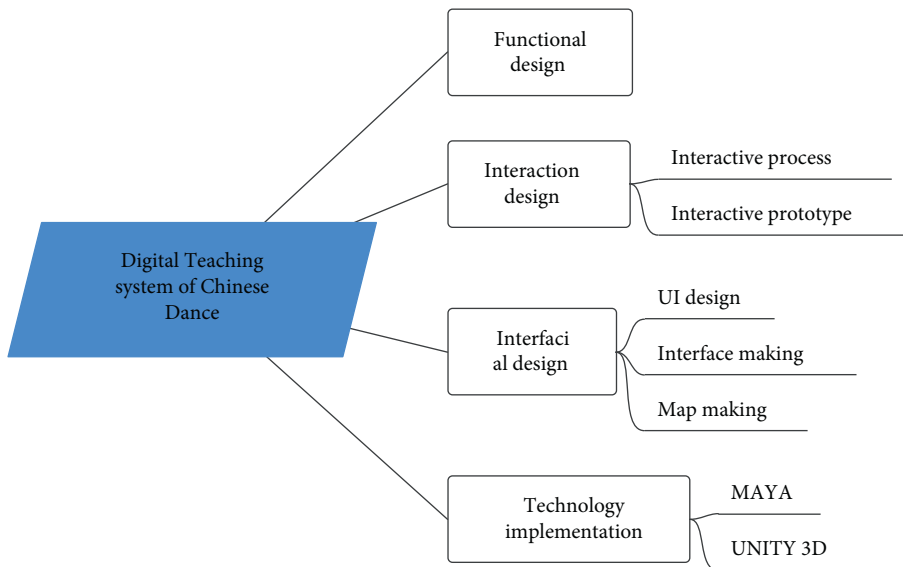 Functional
design
Interaction
design
Interactive process
Interactive prototype
Digital Teaching
system of Chinese
Dance
Interfaci
al design
UI design
Interface making
Map making
Technology
implementation
MAYA
UNITY 3D